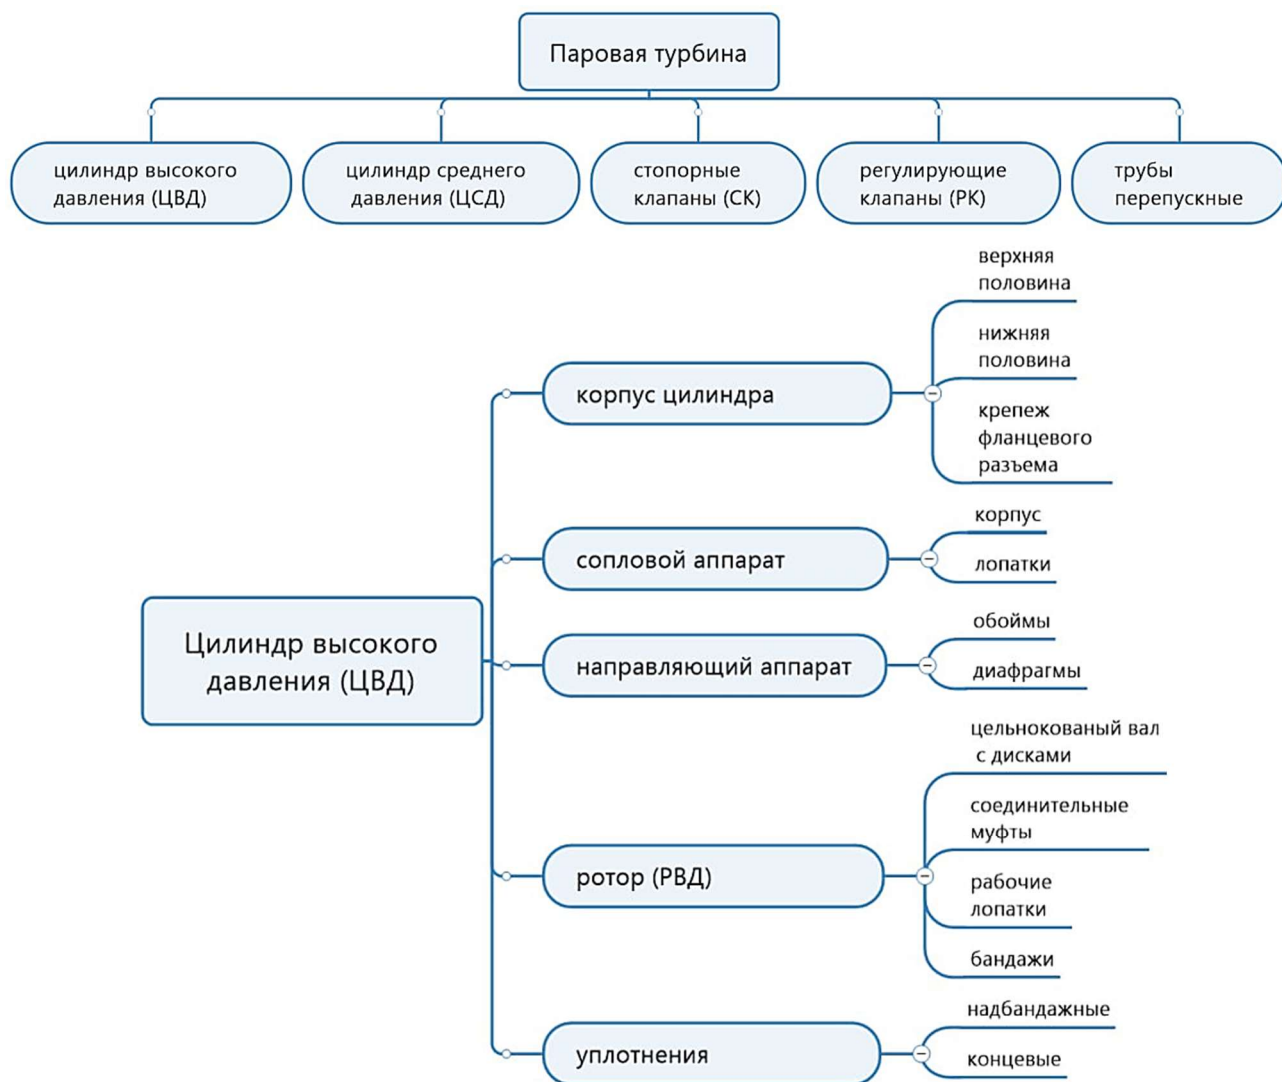 Паровая турбина
цилиндр высокого
давления (ЦВД)
цилиндр среднего
давления (ЦСД)
стопорные
клапаны (СК)
регулирующие
клапаны (РК)
трубы
перепускные
Цилиндр высокого
давления (ЦВД)
корпус цилиндра
верхняя
половина
нижняя
половина
крепеж
фланцевого
разъема
сопловой аппарат
корпус
лопатки
направляющий аппарат
обоймы
диафрагмы
ротор (РВД)
цельнокованый вал
с дисками
соединительные
муфты
рабочие
лопатки
бандажи
уплотнения
надбандажные
концевые